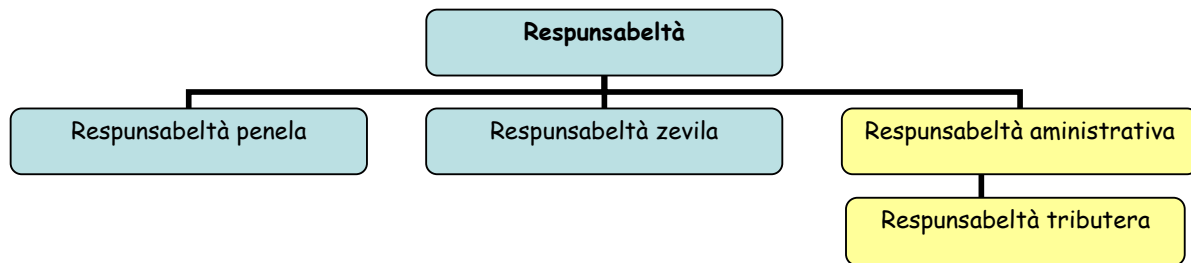 Respunsabeltà
Respunsabeltà penela
Respunsabeltà zevila
Respunsabeltà aministrativa
Respunsabeltà tributera